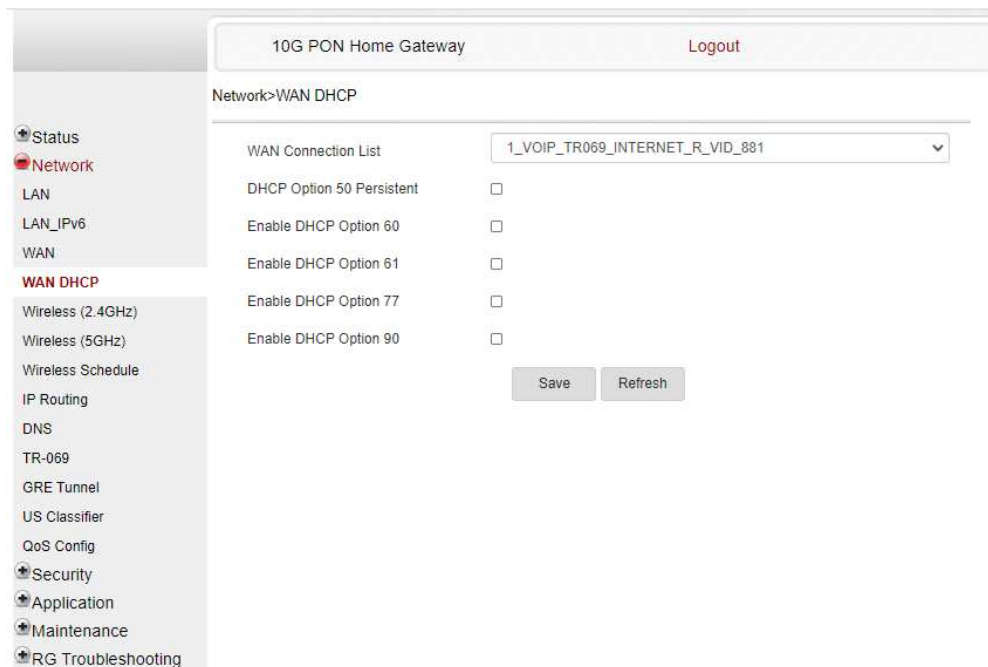 10G PON Home Gateway
Logout
Network>WAN DHCP
Status
Network
LAN
LAN_IPv6
WAN
WAN DHCP
Wireless (2.4GHz)
Wireless (5GHz)
Wireless Schedule
IP Routing
DNS
TR-069
GRE Tunnel
US Classifier
QoS Config
Security
Application
Maintenance
RG Troubleshooting
WAN Connection List
1_VOIP_TR069_INTERNET_R_VID_881
DHCP Option 50 Persistent
Enable DHCP Option 60
Enable DHCP Option 61
Enable DHCP Option 77
Enable DHCP Option 90
Save
Refresh